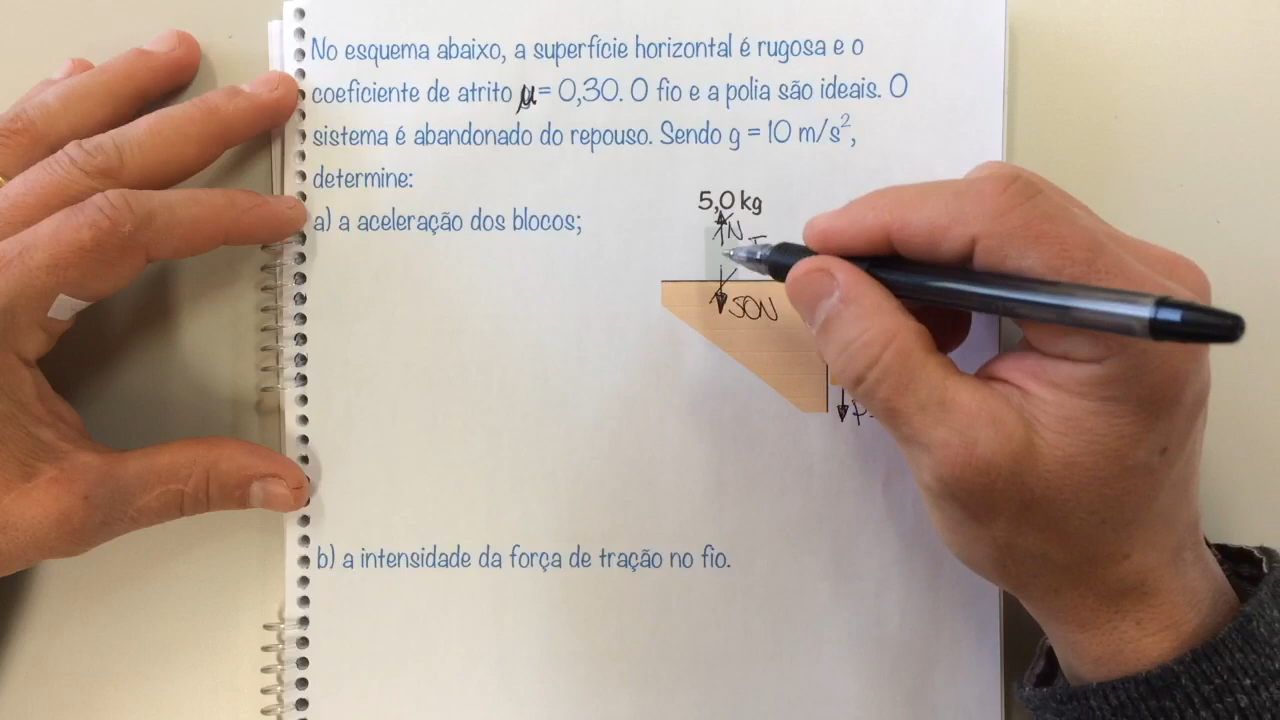 No esquema abaixo, a superfície horizontal é rugosa e o
coeficiente de atrito μ = 0,30. O fio e a polia são ideais. O
sistema é abandonado do repouso. Sendo g = 10 m/s²,
determine:
a) a aceleração dos blocos;
5,0 kg
N
T
50N
P
b) a intensidade da força de tração no fio.